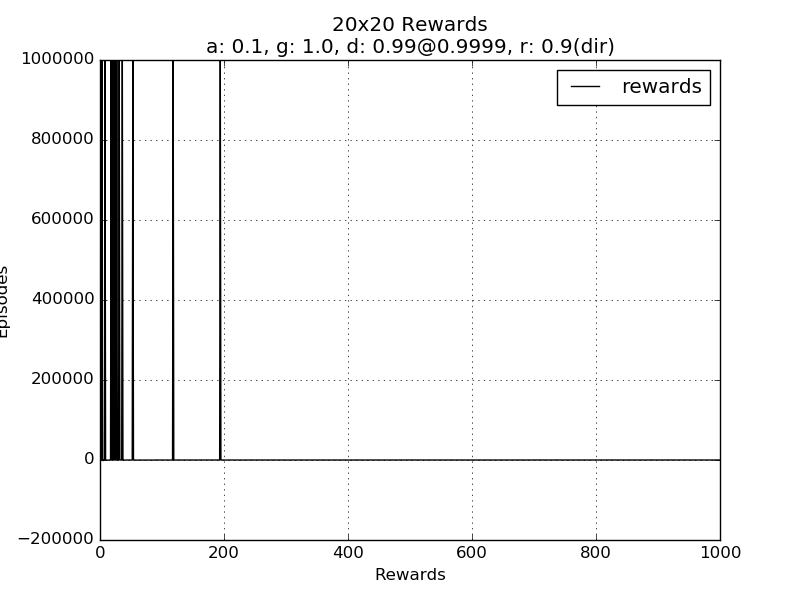 20x20 Rewards
a: 0.1, g: 1.0, d: 0.99@0.9999, r: 0.9(dir)
rewards
1000000
800000
600000
400000
200000
0
−200000
Episodes
0 200 400 600 800 1000
Rewards